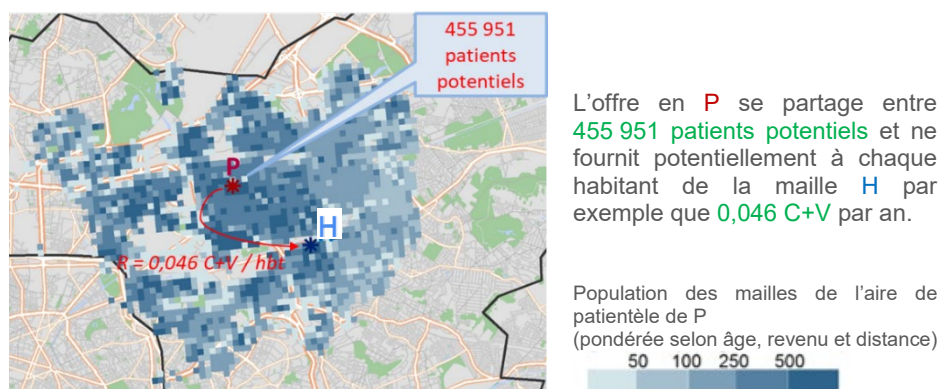 455 951
patients
potentiels
P
H
R = 0,046 C+V / hbt
L’offre en P se partage entre
455 951 patients potentiels et ne
fournit potentiellement à chaque
habitant de la maille H par
exemple que 0,046 C+V par an.
Population des mailles de l’aire de
patientèle de P
(pondérée selon âge, revenu et distance)
50 100 250 500